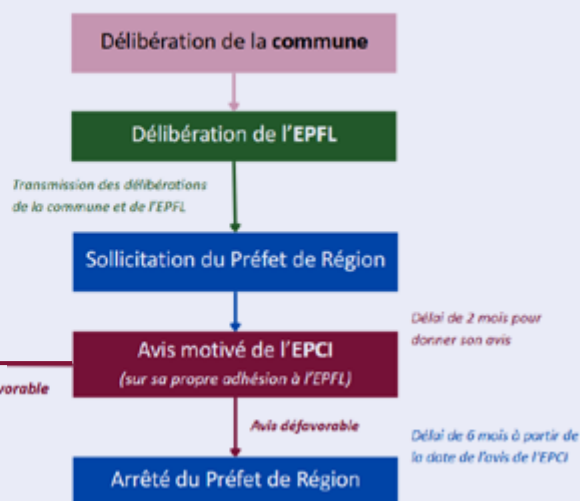 Délibération de la commune
Délibération de l'EPFL
Transmission des délibérations
de la commune et de l'EPFL
Sollicitation du Préfet de Région
Délai de 2 mois pour
donner son avis
Avis motivé de l'EPCI
(sur sa propre adhésion à l'EPFL)
vorable
Avis défavorable
Délai de 6 mois à partir de
la date de l'avis de l'EPCI
Arrêté du Préfet de Région